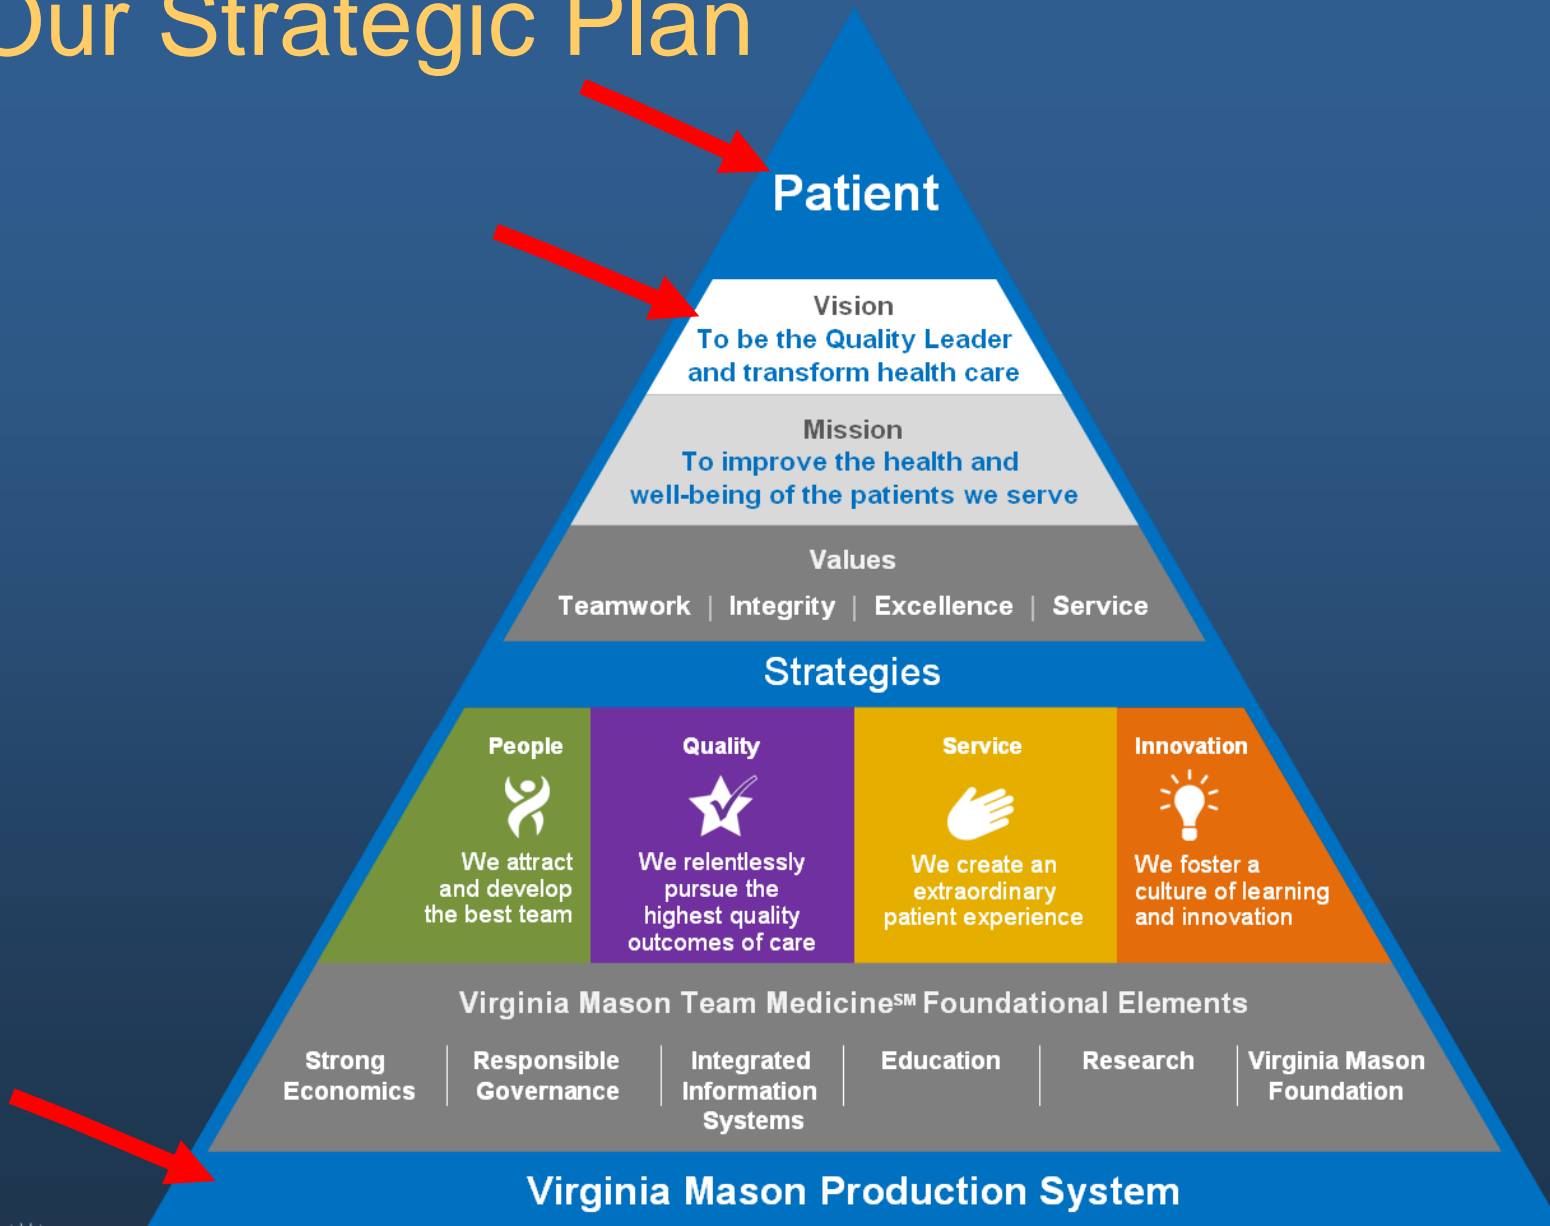 Our Strategic Plan
Patient
Vision
To be the Quality Leader
and transform health care
Mission
To improve the health and
well-being of the patients we serve
Values
Teamwork | Integrity | Excellence | Service
Strategies
People
We attract
and develop
the best team
Quality
We relentlessly
pursue the
highest quality
outcomes of care
Service
We create an
extraordinary
patient experience
Innovation
We foster a
culture of learning
and innovation
Virginia Mason Team Medicine℠ Foundational Elements
Strong
Economics
Responsible
Governance
Integrated
Information
Systems
Education
Research
Virginia Mason
Foundation
Virginia Mason Production System